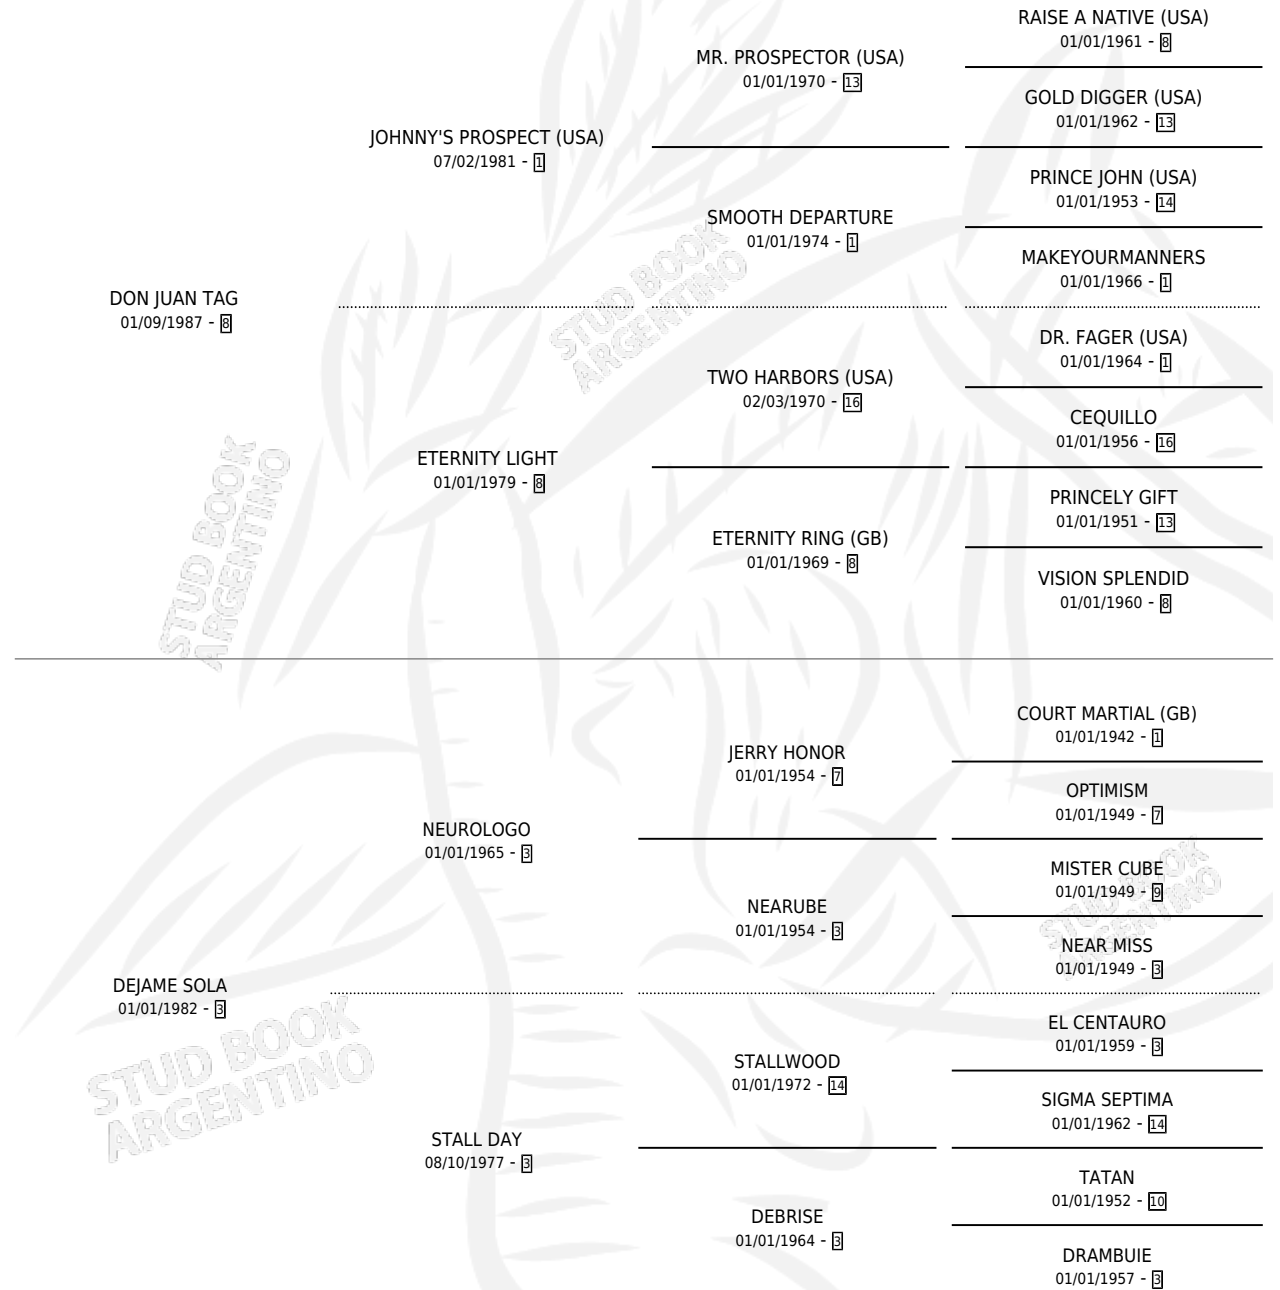 RAISE A NATIVE (USA)
01/01/1961 - 8
MR. PROSPECTOR (USA)
01/01/1970 - 13
GOLD DIGGER (USA)
01/01/1962 - 13
JOHNNY'S PROSPECT (USA)
07/02/1981 - 1
PRINCE JOHN (USA)
01/01/1953 - 14
SMOOTH DEPARTURE
01/01/1974 - 1
MAKEYOURMANNERS
01/01/1966 - 1
DON JUAN TAG
01/09/1987 - 8
DR. FAGER (USA)
01/01/1964 - 1
TWO HARBORS (USA)
02/03/1970 - 16
CEQUILLO
01/01/1956 - 16
ETERNITY LIGHT
01/01/1979 - 8
PRINCELY GIFT
01/01/1951 - 13
ETERNITY RING (GB)
01/01/1969 - 8
VISION SPLENDID
01/01/1960 - 8
COURT MARTIAL (GB)
01/01/1942 - 1
JERRY HONOR
01/01/1954 - 7
OPTIMISM
01/01/1949 - 7
NEUROLOGO
01/01/1965 - 3
MISTER CUBE
01/01/1949 - 9
NEARUBE
01/01/1954 - 3
NEAR MISS
01/01/1949 - 3
DEJAME SOLA
01/01/1982 - 3
EL CENTAURO
01/01/1959 - 3
STALLWOOD
01/01/1972 - 14
SIGMA SEPTIMA
01/01/1962 - 14
STALL DAY
08/10/1977 - 3
TATAN
01/01/1952 - 10
DEBRISE
01/01/1964 - 3
DRAMBUIE
01/01/1957 - 3
STUD BOOK
ARGENTINO
STUD BOOK
ARGENTINO
STUD BOOK
ARGENTINO
STUD BOOK
ARGENTINO